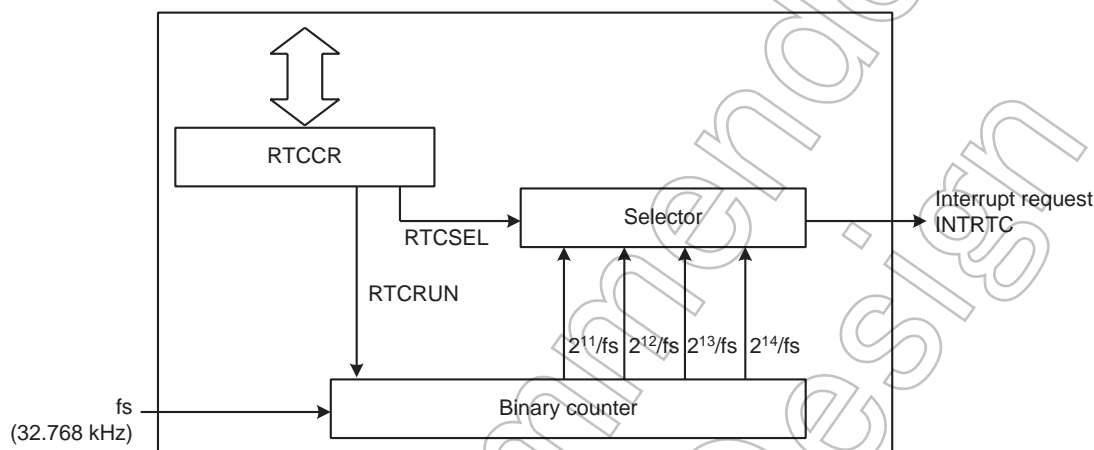 RTCCR
Selector
Interrupt request
INTRTC
RTCSEL
RTCRUN
2¹¹/fs 2¹²/fs 2¹³/fs 2¹⁴/fs
fs
(32.768 kHz)
Binary counter